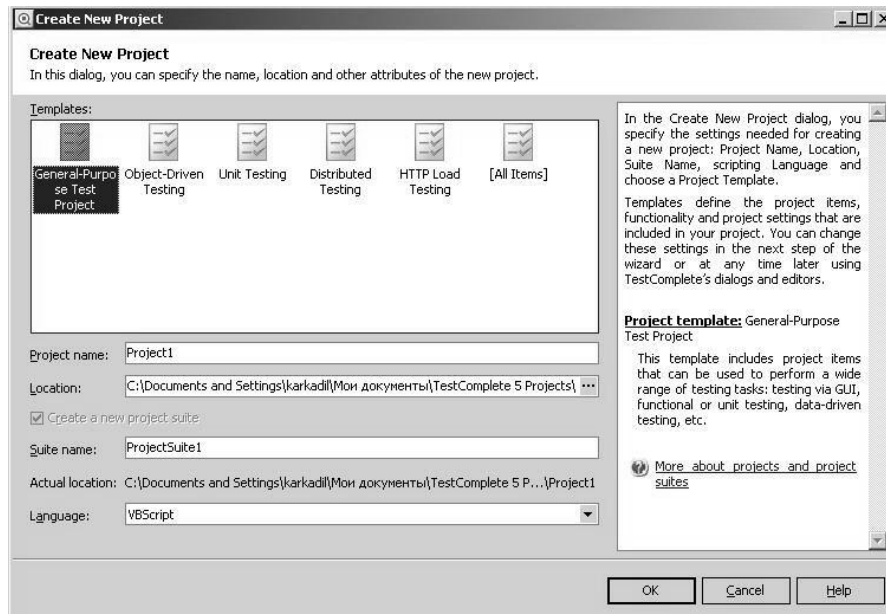 Create New Project
Create New Project
In this dialog, you can specify the name, location and other attributes of the new project.
Templates:
General-Purpo
se Test
Project
Object-Driven
Testing
Unit Testing
Distributed
Testing
HTTP Load
Testing
[All Items]
Project name: Project1
Location: C:\Documents and Settings\karkadil\Мои документы\TestComplete 5 Projects\ ...
Create a new project suite
Suite name: ProjectSuite1
Actual location: C:\Documents and Settings\karkadil\Мои документы\TestComplete 5 P...\Project1
Language: VBScript
In the Create New Project dialog, you
specify the settings needed for creating
a new project: Project Name, Location,
Suite Name, scripting Language and
choose a Project Template.
Templates define the project items,
functionality and project settings that are
included in your project. You can change
these settings in the next step of the
wizard or at any time later using
TestComplete's dialogs and editors.
Project template: General-Purpose
Test Project
This template includes project items
that can be used to perform a wide
range of testing tasks: testing via GUI,
functional or unit testing, data-driven
testing, etc.
More about projects and project
suites
OK Cancel Help